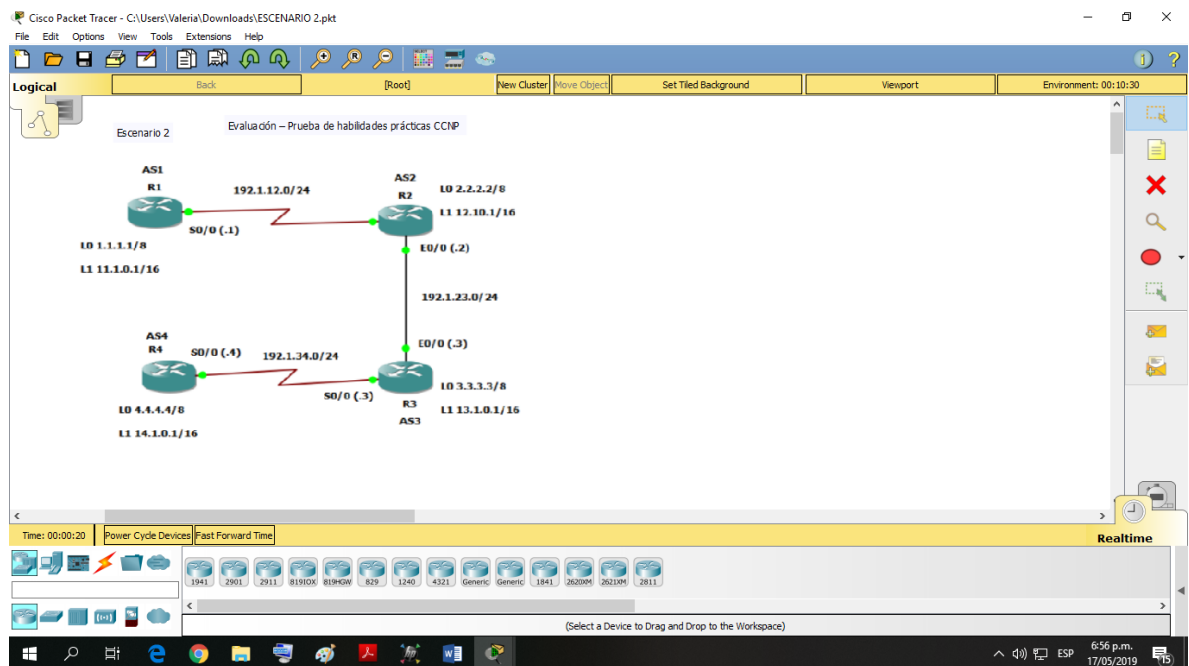 Cisco Packet Tracer - C:\Users\Valeria\Downloads\ESCENARIO 2.pkt
File Edit Options View Tools Extensions Help
Logical Back [Root] New Cluster Move Object Set Tiled Background Viewport Environment: 00:10:30
Escenario 2
Evaluación – Prueba de habilidades prácticas CCNP
AS1
R1
192.1.12.0/24
AS2
R2
L0 2.2.2.2/8
L1 12.10.1/16
S0/0 (.1)
E0/0 (.2)
L0 1.1.1.1/8
L1 11.1.0.1/16
192.1.23.0/24
AS4
R4
S0/0 (.4)
192.1.34.0/24
E0/0 (.3)
S0/0 (.3)
R3
AS3
L0 3.3.3.3/8
L1 13.1.0.1/16
L0 4.4.4.4/8
L1 14.1.0.1/16
Time: 00:00:20 Power Cycle Devices Fast Forward Time Realtime
1941 2901 2911 819IOX 819HGW 829 1240 4321 Generic Generic 1841 2620XM 2621XM 2811
(Select a Device to Drag and Drop to the Workspace)
ESP
6:56 p.m.
17/05/2019
15